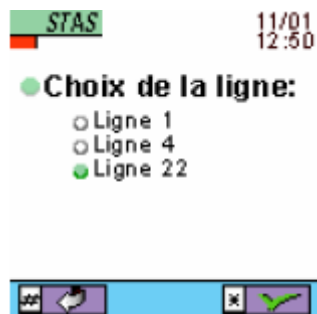 STAS
11/01
12:50
Choix de la ligne:
Ligne 1
Ligne 4
Ligne 22
# *